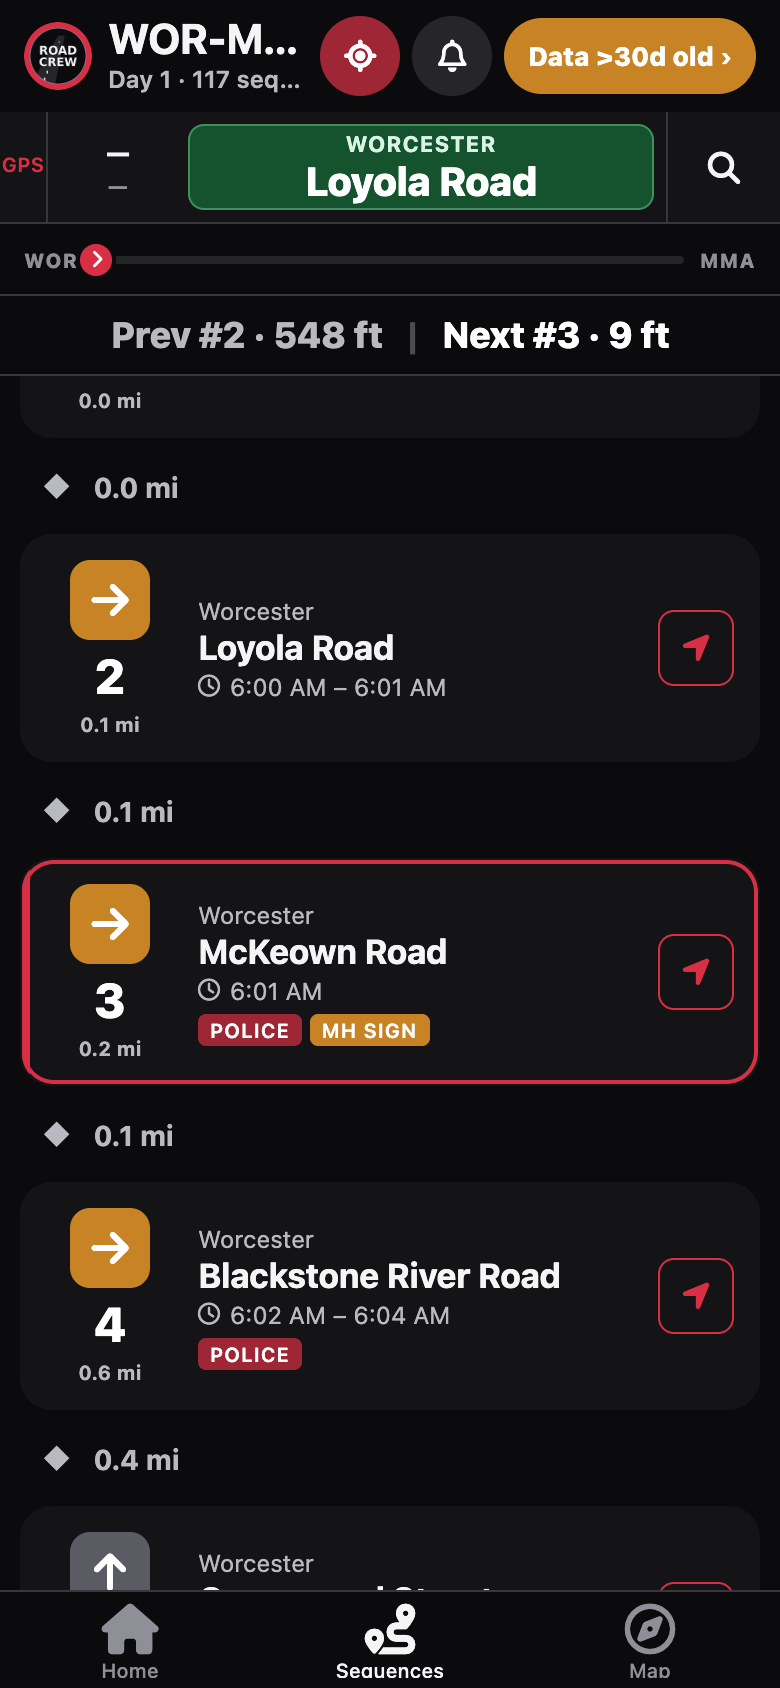 ROAD
CREW
WOR-M...
Day 1 · 117 seq...
Data >30d old ›
GPS
–
–
WORCESTER
Loyola Road
WOR
MMA
Prev #2 · 548 ft | Next #3 · 9 ft
0.0 mi
0.0 mi
2
0.1 mi
Worcester
Loyola Road
6:00 AM – 6:01 AM
0.1 mi
3
0.2 mi
Worcester
McKeown Road
6:01 AM
POLICE
MH SIGN
0.1 mi
4
0.6 mi
Worcester
Blackstone River Road
6:02 AM – 6:04 AM
POLICE
0.4 mi
Worcester
Home
Sequences
Map